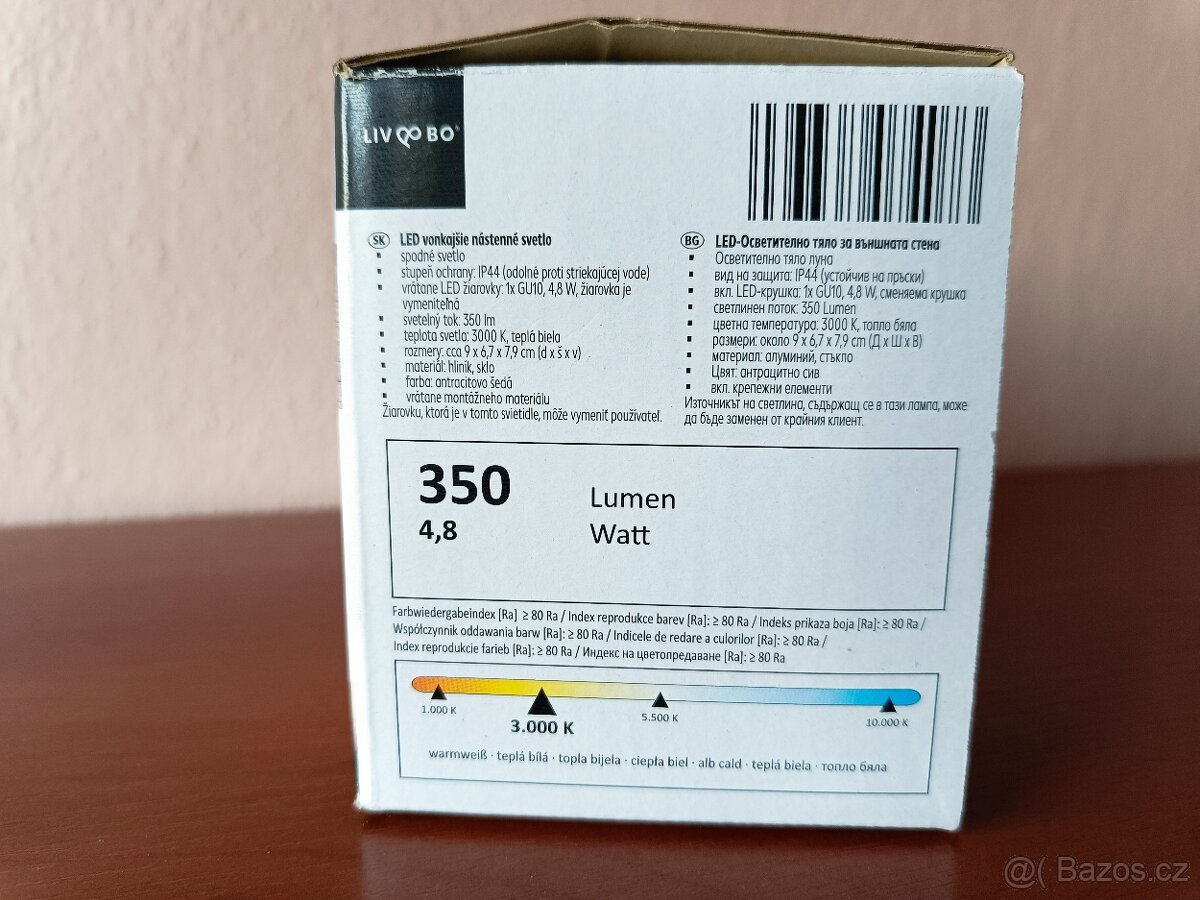 LIV&BO®
SK LED vonkajšie nástenné svetlo
▪ spodné svetlo
▪ stupeň ochrany: IP44 (odolné proti striekajúcej vode)
▪ vrátane LED žiarovky: 1x GU10, 4,8 W, žiarovka je
vymeniteľná
▪ svetelný tok: 350 lm
▪ teplota svetla: 3000 K, teplá biela
▪ rozmery: cca 9 x 6,7 x 7,9 cm (d x š x v)
▪ materiál: hliník, sklo
▪ farba: antracitovo šedá
▪ vrátane montážneho materiálu
Žiarovku, ktorá je v tomto svietidle, môže vymeniť používateľ.
BG LED-Осветително тяло за външната стена
▪ Осветително тяло луна
▪ вид на защита: IP44 (устойчив на пръски)
▪ вкл. LED-крушка: 1x GU10, 4,8 W, сменяема крушка
▪ светлинен поток: 350 Lumen
▪ цветна температура: 3000 K, топло бяла
▪ размери: около 9 x 6,7 x 7,9 см (Д x Ш x В)
▪ материал: алуминий, стъкло
▪ Цвят: антрацитно сив
▪ вкл. крепежни елементи
Източникът на светлина, съдържащ се в тази лампа, може
да бъде заменен от крайния клиент.
350 Lumen
4,8 Watt
Farbwiedergabeindex [Ra] ≥ 80 Ra / Index reprodukce barev [Ra]: ≥ 80 Ra / Indeks prikaza boja [Ra]: ≥ 80 Ra /
Współczynnik oddawania barw [Ra]: ≥ 80 Ra / Indicele de redare a culorilor [Ra]: ≥ 80 Ra /
Index reprodukcie farieb [Ra]: ≥ 80 Ra / Индекс на цветопредаване [Ra]: ≥ 80 Ra
1.000 K 3.000 K 5.500 K 10.000 K
warmweiß · teplá bílá · topla bijela · ciepła biel · alb cald · teplá biela · топло бяла
@( Bazos.cz